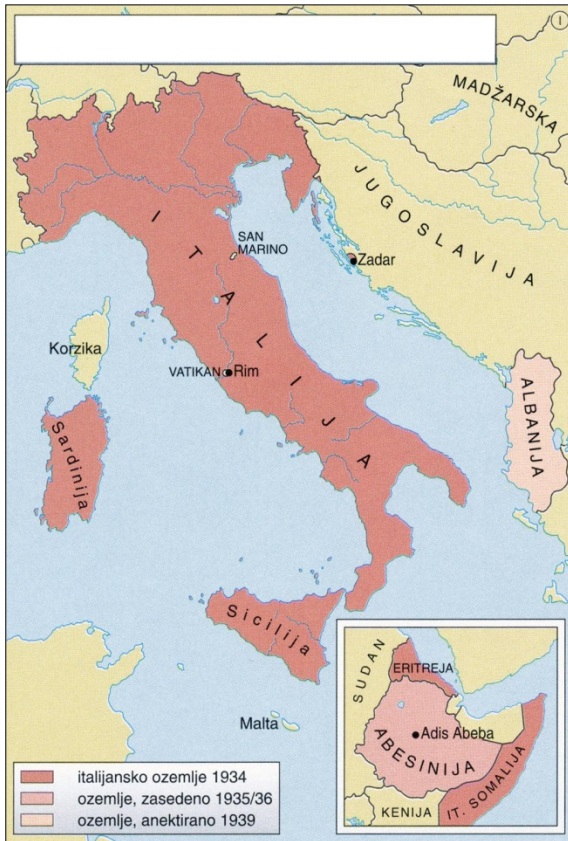 I
MADŽARSKA
JUGOSLAVIJA
ITALIJA
SAN
MARINO
Zadar
Korzika
VATIKAN
Rim
ALBANIJA
Sardinija
Sicilija
Malta
SUDAN
ERITREJA
Adis Abeba
ABESINIJA
IT. SOMALIJA
KENIJA
italijansko ozemlje 1934
ozemlje, zasedeno 1935/36
ozemlje, anektirano 1939